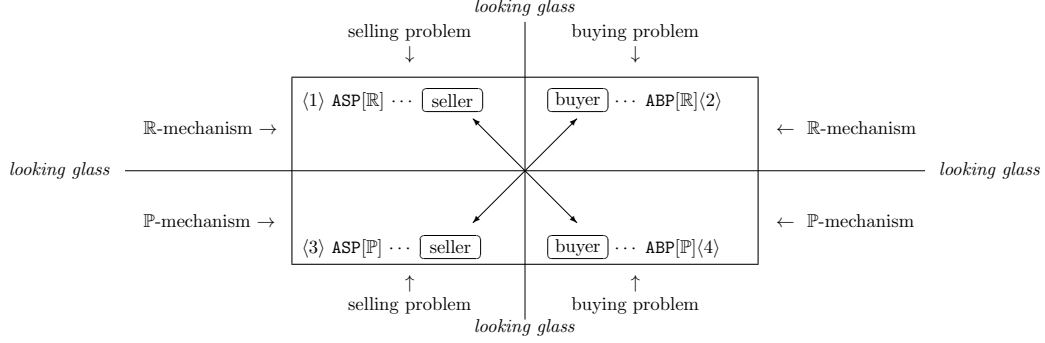 looking glass
selling problem buying problem
↓ ↓
⟨1⟩ ASP[ℝ] ··· seller buyer ··· ABP[ℝ]⟨2⟩
ℝ-mechanism → ← ℝ-mechanism
looking glass looking glass
ℙ-mechanism → ← ℙ-mechanism
⟨3⟩ ASP[ℙ] ··· seller buyer ··· ABP[ℙ]⟨4⟩
↑ ↑
selling problem buying problem
looking glass